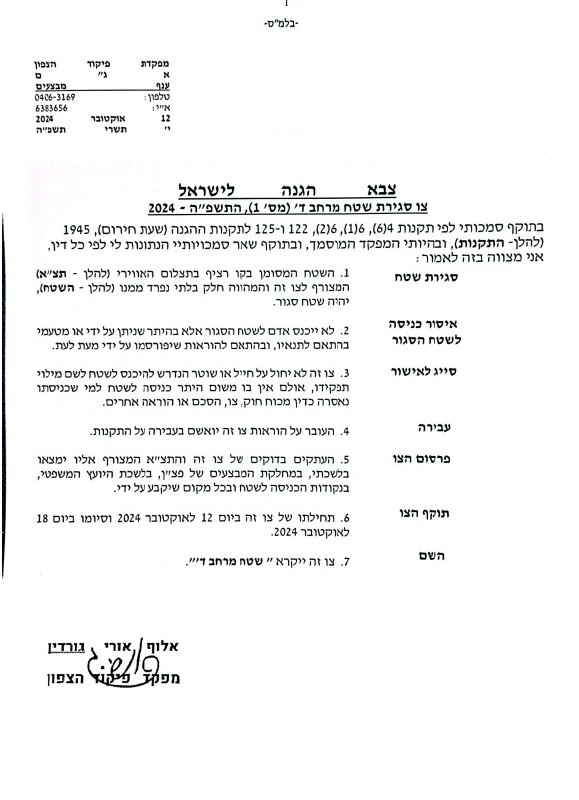 1
-בלמ"ס-
מפקדת פיקוד הצפון
א ג" ם
ענף מבצעים
טלפון: 0406-3169
א"י: 6383656
12 אוקטובר 2024
י' תשרי תשפ"ה
צבא הגנה לישראל
צו סגירת שטח מרחב ד' (מס' 1), התשפ"ה - 2024
בתוקף סמכותי לפי תקנות 4(6), 6(1), 6(2), 122 ו-125 לתקנות ההגנה (שעת חירום), 1945
(להלן- התקנות), ובהיותי המפקד המוסמך, ובתוקף שאר סמכויותיי הנתונות לי לפי כל דין,
אני מצווה בזה לאמור:
סגירת שטח
1. השטח המסומן בקו רציף בתצלום האווירי (להלן - תצ"א)
המצורף לצו זה והמהווה חלק בלתי נפרד ממנו (להלן - השטח),
יהיה שטח סגור.
איסור כניסה
לשטח הסגור
2. לא ייכנס אדם לשטח הסגור אלא בהיתר שניתן על ידי או מטעמי
בהתאם לתנאיו, ובהתאם להוראות שיפורסמו על ידי מעת לעת.
סייג לאישור
3. צו זה לא יחול על חייל או שוטר הנדרש להיכנס לשטח לשם מילוי
תפקידו, אולם אין בו משום היתר כניסה לשטח למי שכניסתו
נאסרה כדין מכוח חוק, צו, הסכם או הוראה אחרים.
עבירה
4. העובר על הוראות צו זה יואשם בעבירה על התקנות.
פרסום הצו
5. העתקים בדוקים של צו זה והתצ"א המצורף אליו ימצאו
בלשכתי, במחלקת המבצעים של פצ"ן, בלשכת היועץ המשפטי,
בנקודות הכניסה לשטח ובכל מקום שיקבע על ידי.
תוקף הצו
6. תחילתו של צו זה ביום 12 לאוקטובר 2024 וסיומו ביום 18
לאוקטובר 2024.
השם
7. צו זה ייקרא "שטח מרחב ד'".
אלוף אורי גורדין
מפקד פיקוד הצפון